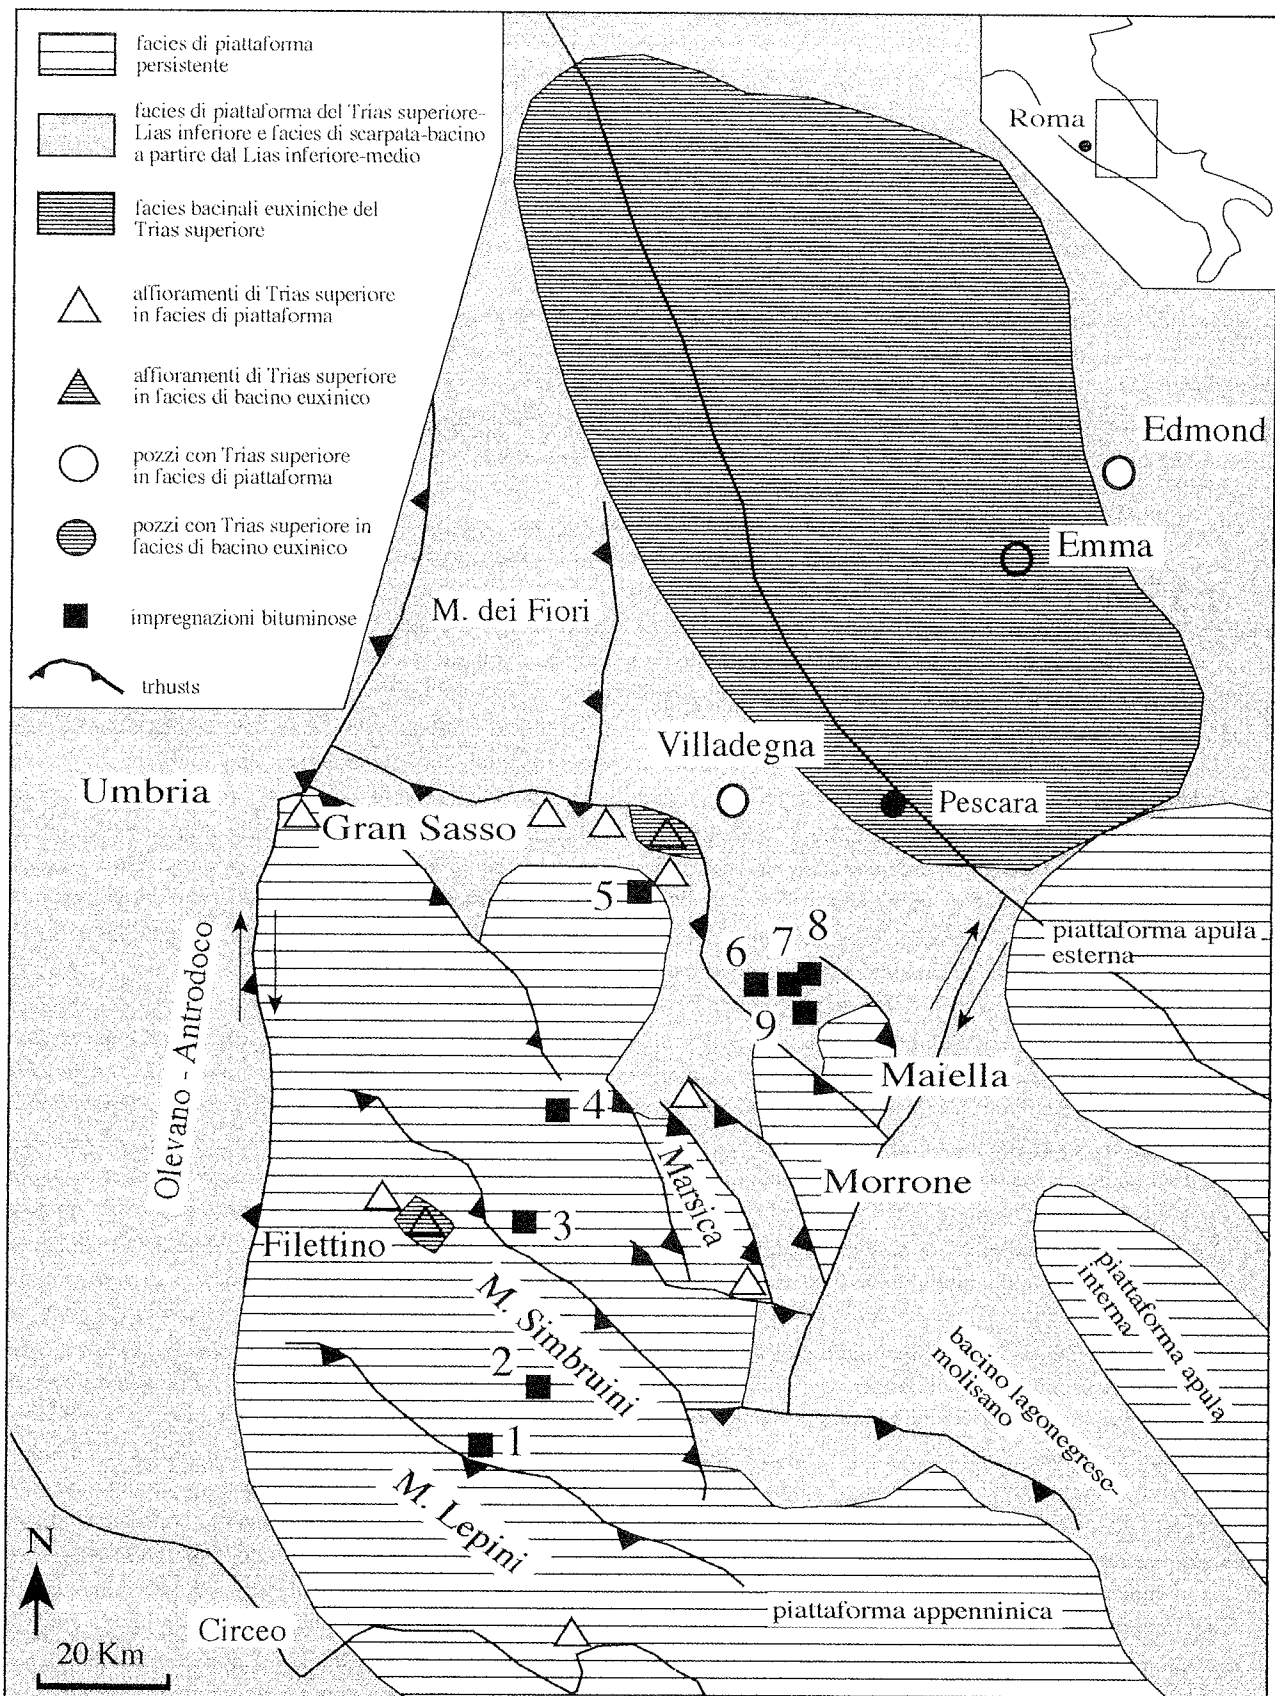 facies di piattaforma
persistente
facies di piattaforma del Trias superiore-
Lias inferiore e facies di scarpata-bacino
a partire dal Lias inferiore-medio
facies bacinali euxiniche del
Trias superiore
affioramenti di Trias superiore
in facies di piattaforma
affioramenti di Trias superiore
in facies di bacino euxinico
pozzi con Trias superiore
in facies di piattaforma
pozzi con Trias superiore in
facies di bacino euxinico
impregnazioni bituminose
trhusts
Roma
Edmond
Emma
M. dei Fiori
Villadegna
Umbria
Pescara
Gran Sasso
5
piattaforma apula
esterna
8
7
6
9
Olevano - Antrodoco
Maiella
4
Marsica
Morrone
3
Filettino
piattaforma apula
interna
M. Simbruini
bacino lagonegrese-
molisano
2
1
M. Lepini
N
piattaforma appenninica
Circeo
20 Km